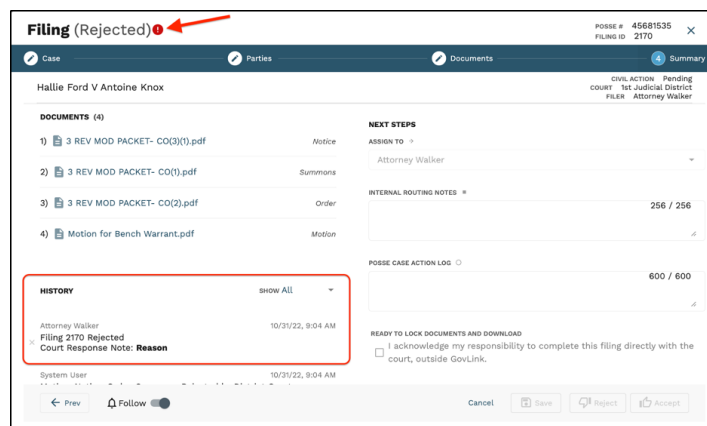 Filing (Rejected)
POSSE # 45681535
FILING ID 2170
Case
Parties
Documents
4 Summary
Hallie Ford V Antoine Knox
CIVIL ACTION Pending
COURT 1st Judicial District
FILER Attorney Walker
DOCUMENTS (4)
1) 3 REV MOD PACKET- CO(3)(1).pdf Notice
2) 3 REV MOD PACKET- CO(1).pdf Summons
3) 3 REV MOD PACKET- CO(2).pdf Order
4) Motion for Bench Warrant.pdf Motion
NEXT STEPS
ASSIGN TO
Attorney Walker
INTERNAL ROUTING NOTES
256 / 256
POSSE CASE ACTION LOG
600 / 600
HISTORY SHOW All
Attorney Walker 10/31/22, 9:04 AM
Filing 2170 Rejected
Court Response Note: Reason
System User 10/31/22, 9:04 AM
READY TO LOCK DOCUMENTS AND DOWNLOAD
I acknowledge my responsibility to complete this filing directly with the
court, outside GovLink.
Prev
Follow
Cancel
Save
Reject
Accept